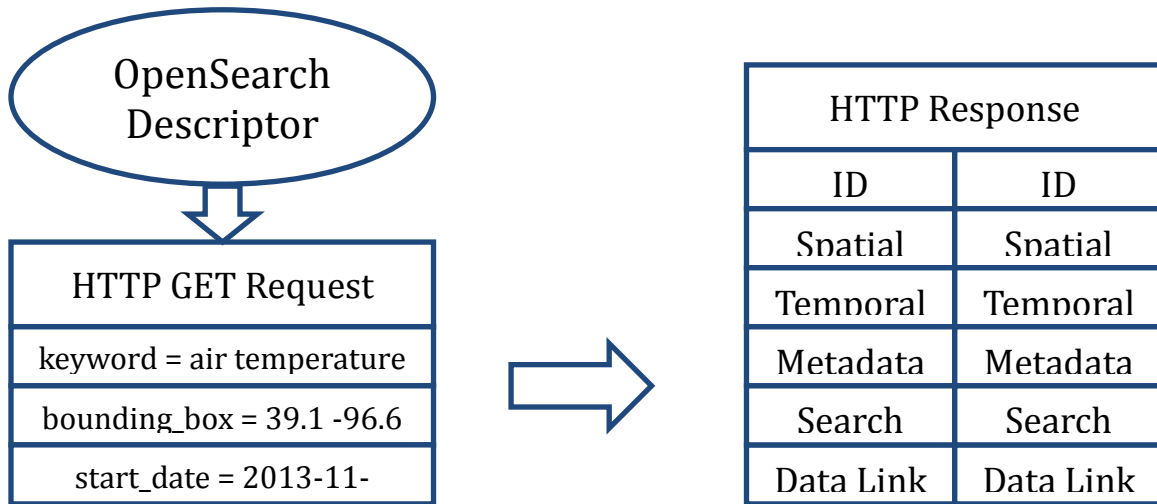 OpenSearch
Descriptor
HTTP GET Request
keyword = air temperature
bounding_box = 39.1 -96.6
start_date = 2013-11-
HTTP Response
ID ID
Spatial Spatial
Temporal Temporal
Metadata Metadata
Search Search
Data Link Data Link